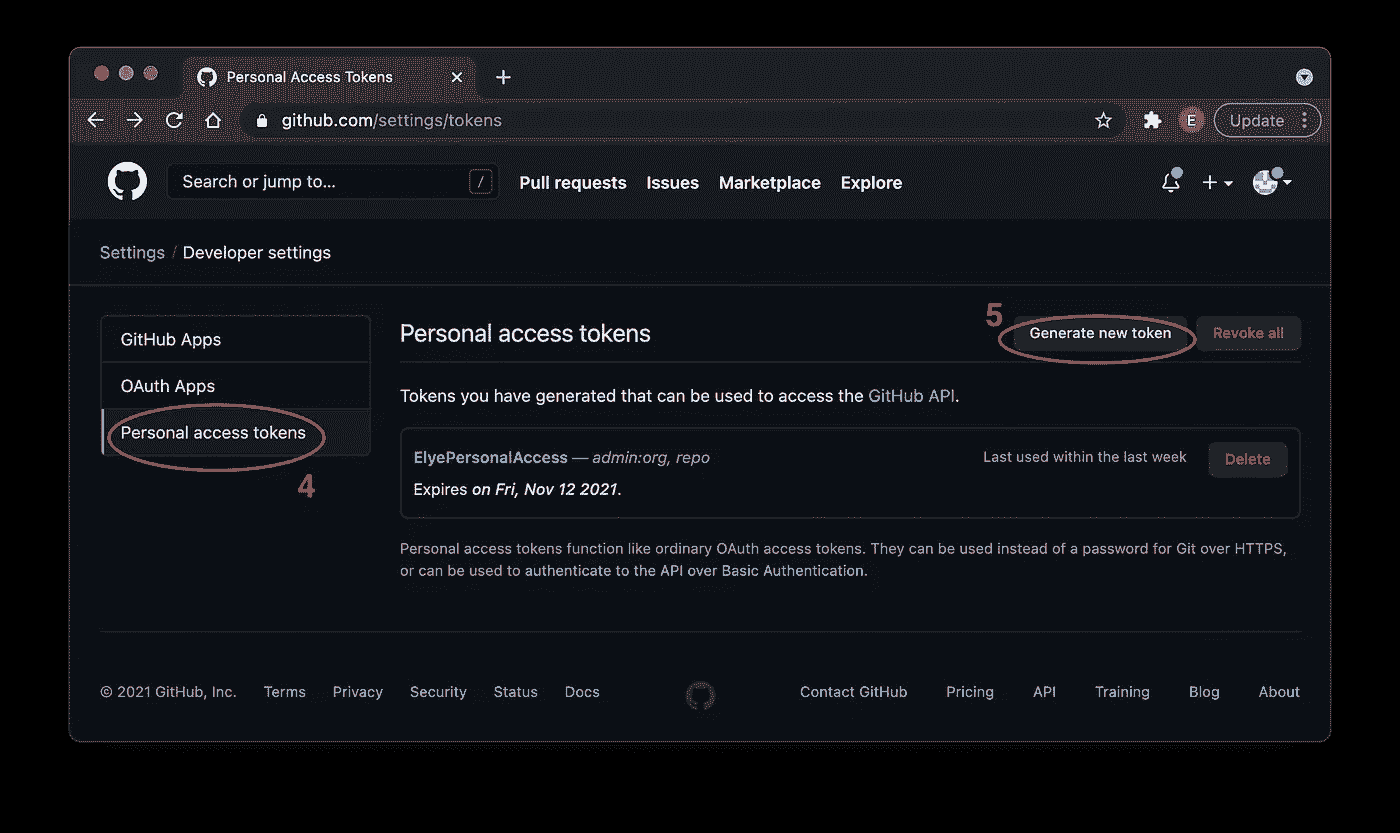 Personal Access Tokens
github.com/settings/tokens
E
Update
Search or jump to...
/
Pull requests
Issues
Marketplace
Explore
Settings / Developer settings
GitHub Apps
OAuth Apps
Personal access tokens
4
Personal access tokens
5
Generate new token
Revoke all
Tokens you have generated that can be used to access the GitHub API.
ElyePersonalAccess — admin:org, repo
Last used within the last week
Delete
Expires on Fri, Nov 12 2021.
Personal access tokens function like ordinary OAuth access tokens. They can be used instead of a password for Git over HTTPS,
or can be used to authenticate to the API over Basic Authentication.
© 2021 GitHub, Inc.
Terms
Privacy
Security
Status
Docs
Contact GitHub
Pricing
API
Training
Blog
About